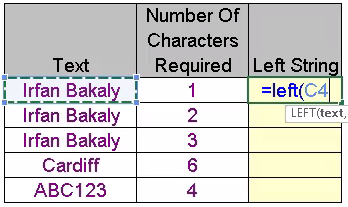 Number Of
Characters
Text Required Left String
Irfan Bakaly 1 =left(C4
Irfan Bakaly 2
LEFT(text,
Irfan Bakaly 3
Cardiff 6
ABC123 4